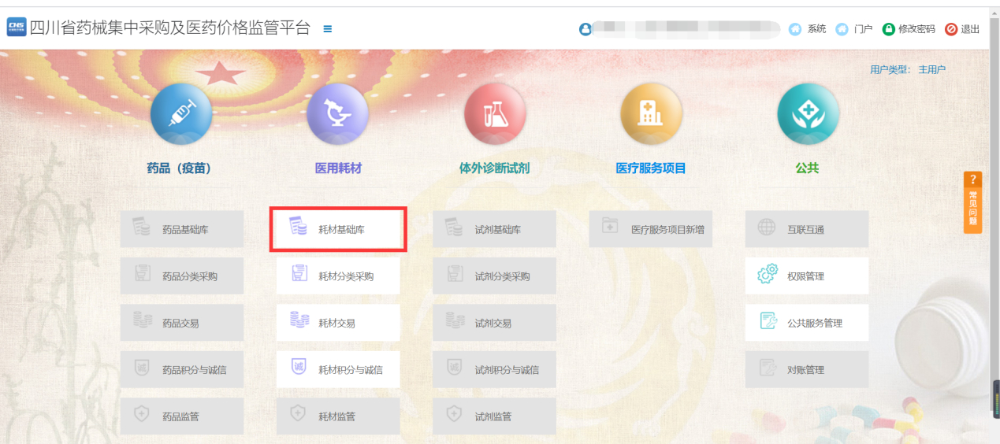 CHS 四川省药械集中采购及医药价格监管平台
系统 门户 修改密码 退出
用户类型: 主用户
药品（疫苗） 医用耗材 体外诊断试剂 医疗服务项目 公共
药品基础库 耗材基础库 试剂基础库 医疗服务项目新增 互联互通
药品分类采购 耗材分类采购 试剂分类采购 权限管理
药品交易 耗材交易 试剂交易 公共服务管理
诚 药品积分与诚信 诚 耗材积分与诚信 诚 试剂积分与诚信 对账管理
药品监管 耗材监管 试剂监管
? 常见问题